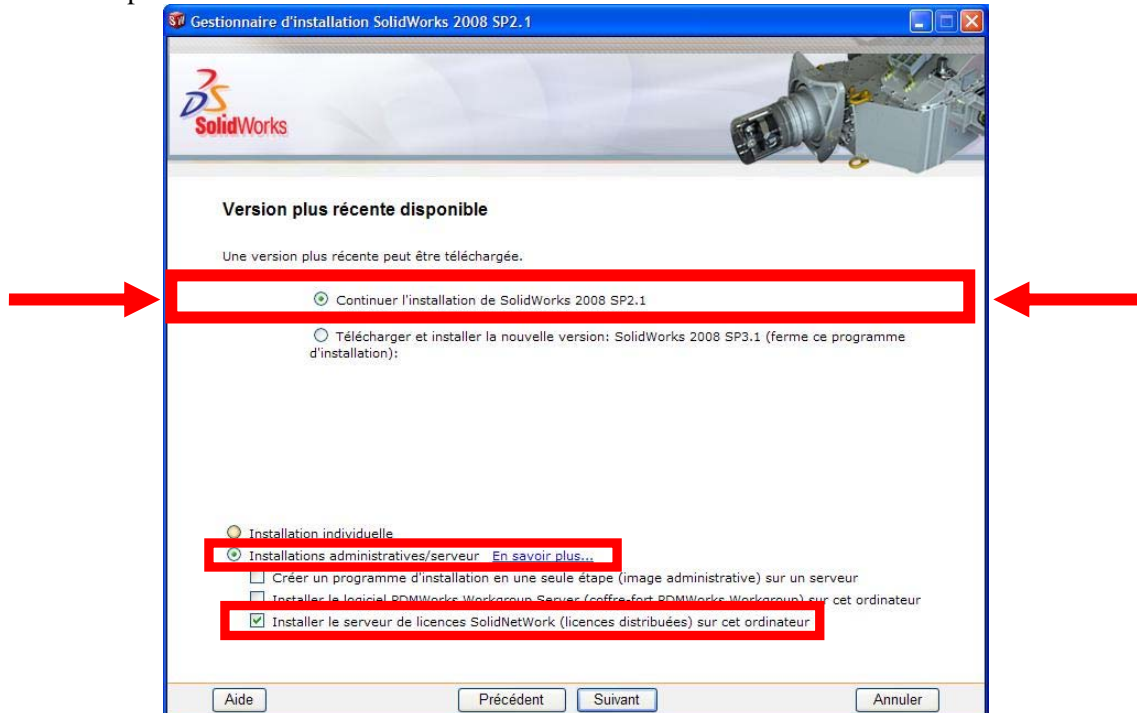 Gestionnaire d'installation SolidWorks 2008 SP2.1
SolidWorks
Version plus récente disponible
Une version plus récente peut être téléchargée.
Continuer l'installation de SolidWorks 2008 SP2.1
Télécharger et installer la nouvelle version: SolidWorks 2008 SP3.1 (ferme ce programme
d'installation):
Installation individuelle
Installations administratives/serveur En savoir plus...
Créer un programme d'installation en une seule étape (image administrative) sur un serveur
Installer le logiciel PDMWorks Workgroup Server (coffre-fort PDMWorks Workgroup) sur cet ordinateur
Installer le serveur de licences SolidNetWork (licences distribuées) sur cet ordinateur
Aide Précédent Suivant Annuler